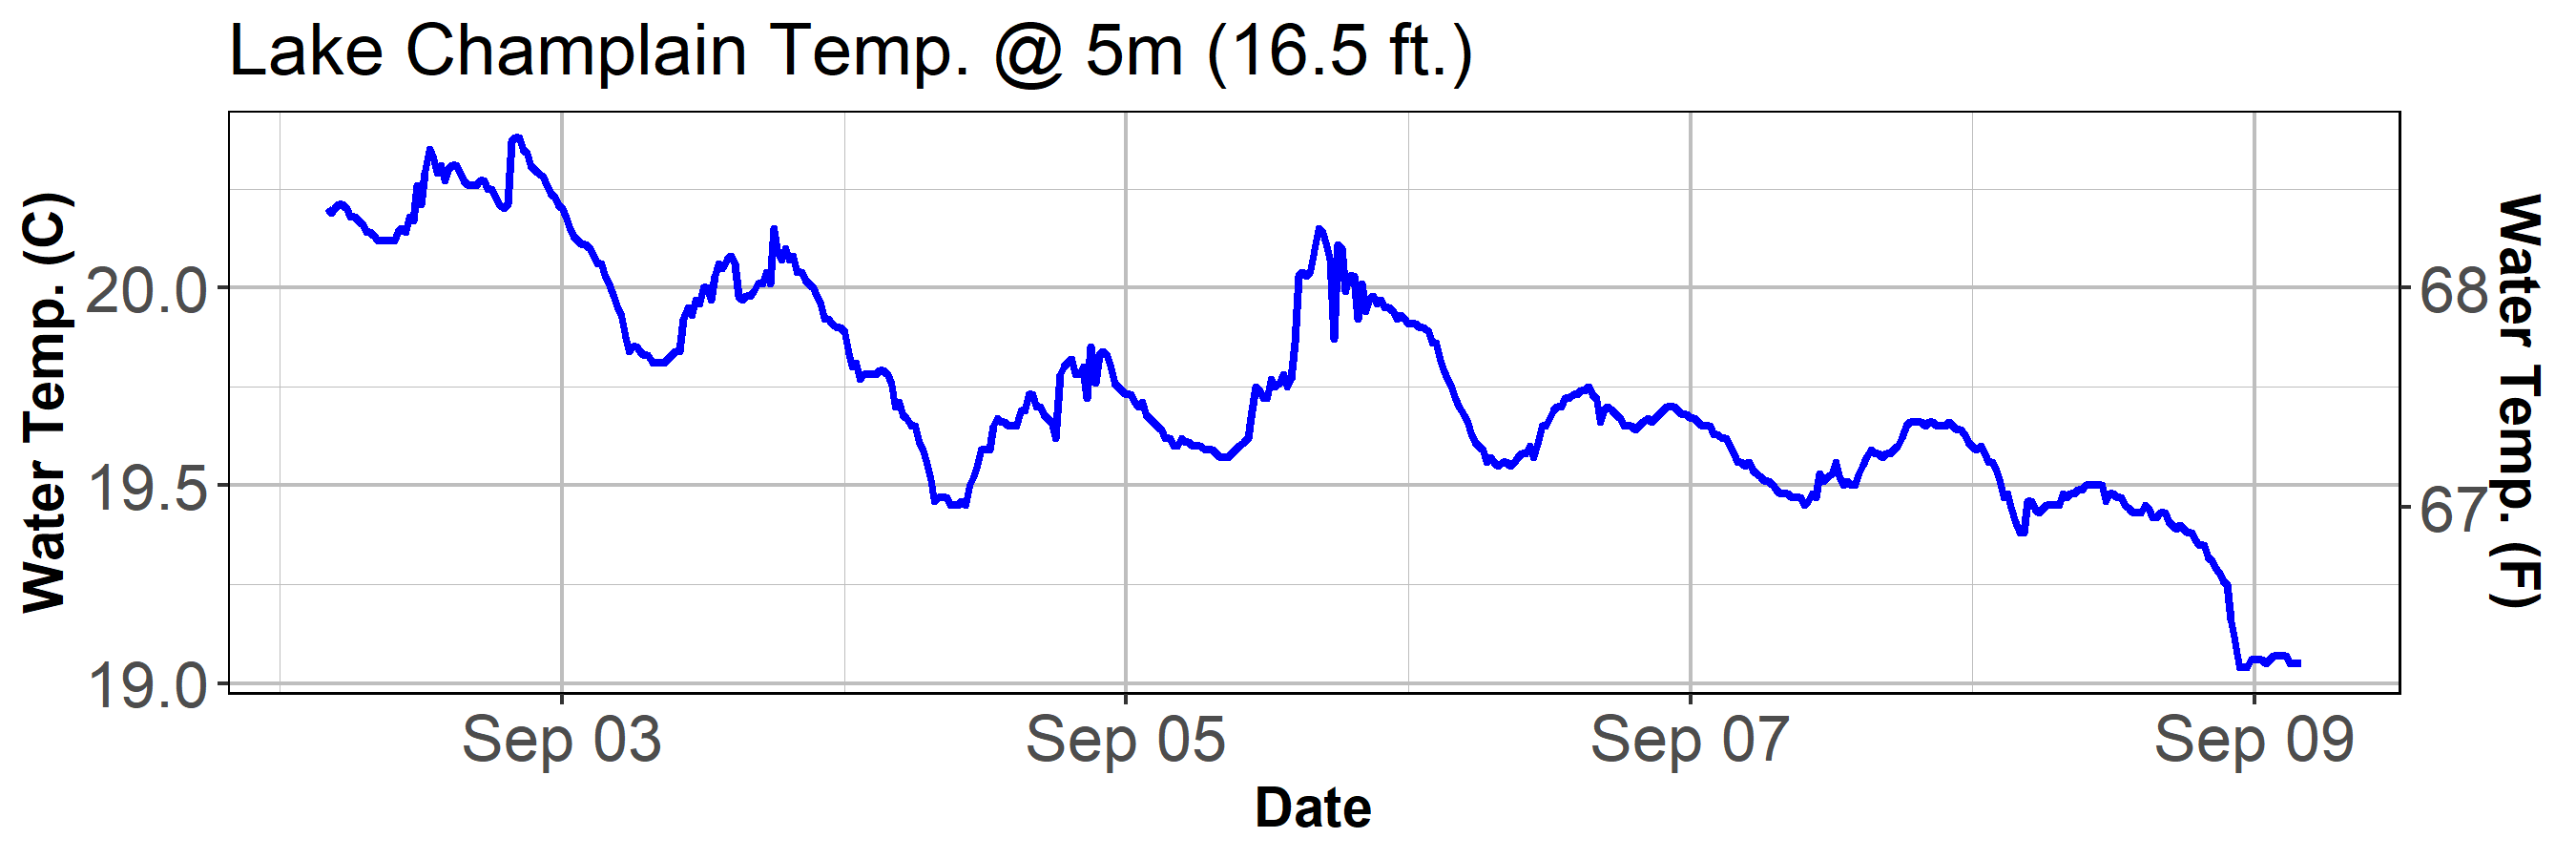 Lake Champlain Temp. @ 5m (16.5 ft.)
Water Temp. (C)
20.0
19.5
19.0
68
67
Water Temp. (F)
Sep 03
Sep 05
Sep 07
Sep 09
Date